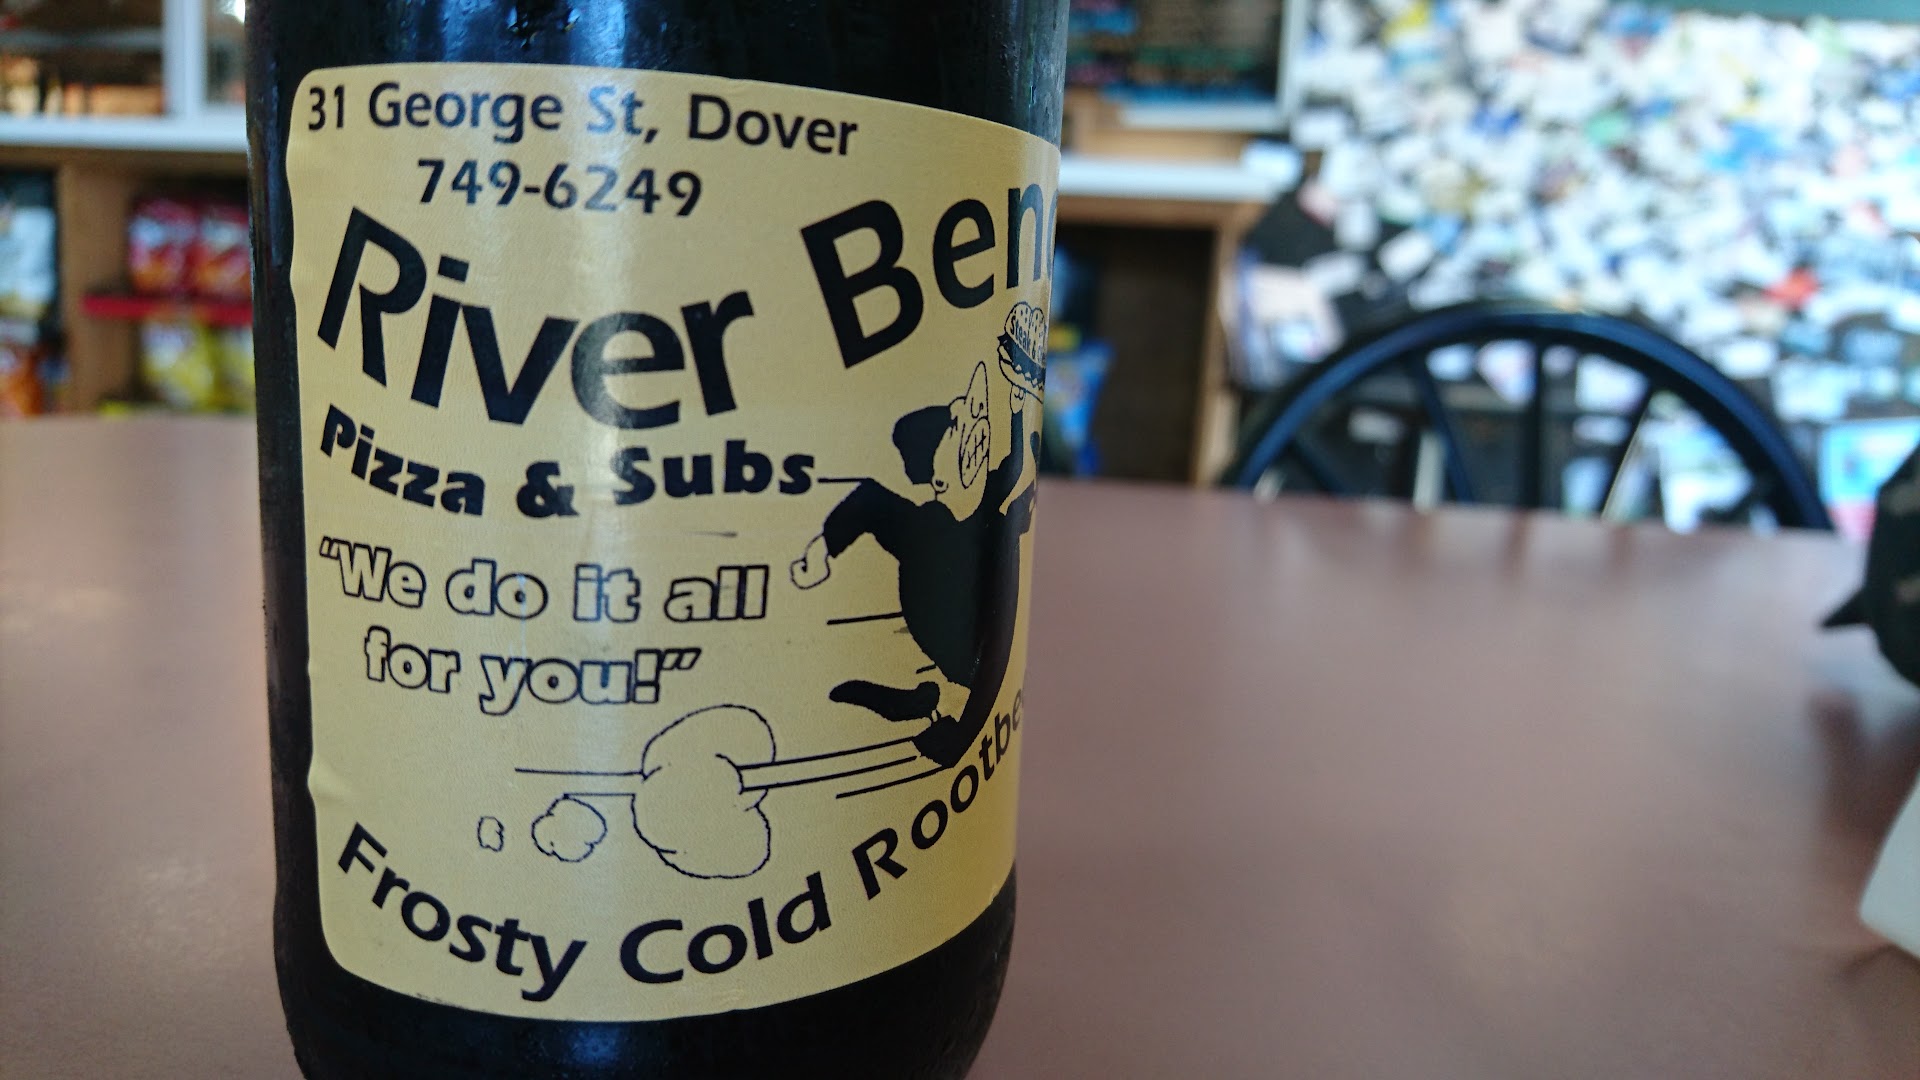 31 George St, Dover
749-6249
River Ben
Pizza & Subs
"We do it all
for you!"
Steak &
Frosty Cold Rootbe